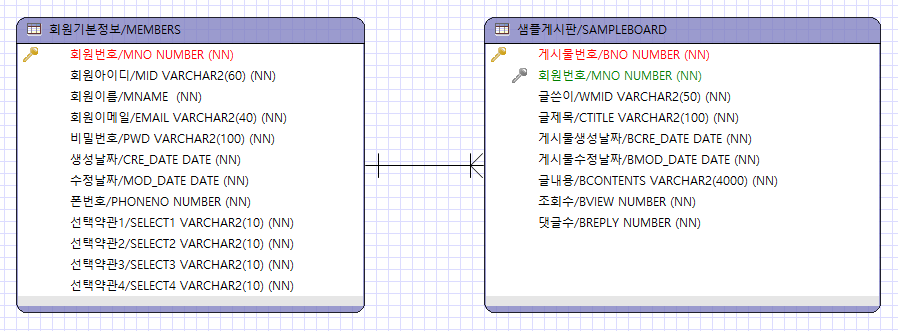 회원기본정보/MEMBERS
회원번호/MNO NUMBER (NN)
회원아이디/MID VARCHAR2(60) (NN)
회원이름/MNAME  (NN)
회원이메일/EMAIL VARCHAR2(40) (NN)
비밀번호/PWD VARCHAR2(100) (NN)
생성날짜/CRE_DATE DATE (NN)
수정날짜/MOD_DATE DATE (NN)
폰번호/PHONENO NUMBER (NN)
선택약관1/SELECT1 VARCHAR2(10) (NN)
선택약관2/SELECT2 VARCHAR2(10) (NN)
선택약관3/SELECT3 VARCHAR2(10) (NN)
선택약관4/SELECT4 VARCHAR2(10) (NN)
샘플게시판/SAMPLEBOARD
게시물번호/BNO NUMBER (NN)
회원번호/MNO NUMBER (NN)
글쓴이/WMID VARCHAR2(50) (NN)
글제목/CTITLE VARCHAR2(100) (NN)
게시물생성날짜/BCRE_DATE DATE (NN)
게시물수정날짜/BMOD_DATE DATE (NN)
글내용/BCONTENTS VARCHAR2(4000) (NN)
조회수/BVIEW NUMBER (NN)
댓글수/BREPLY NUMBER (NN)